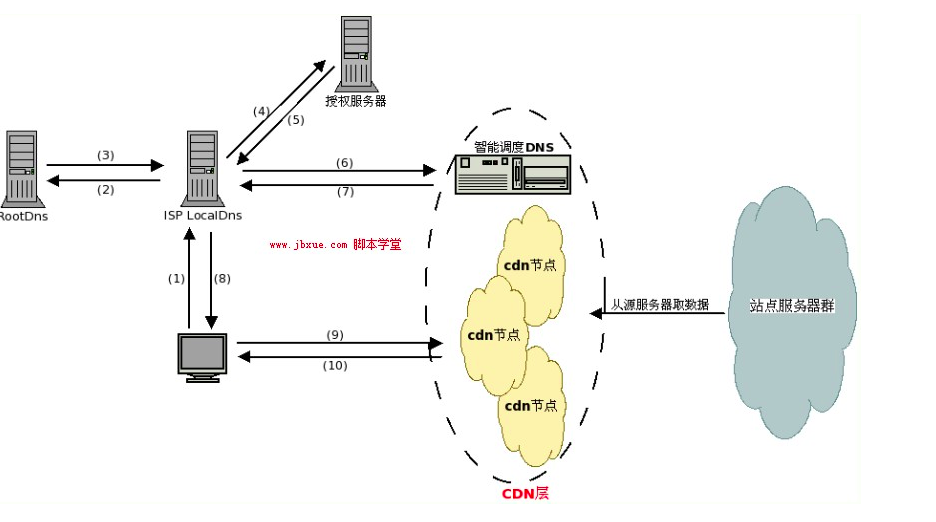 授权服务器
(4)
(5)
智能调度DNS
(3)
(2)
(6)
(7)
RootDns
ISP LocalDns
www.jbxue.com 脚本学堂
(1)
(8)
cdn节点
从源服务器取数据
站点服务器群
cdn节点
(9)
(10)
cdn节点
CDN层